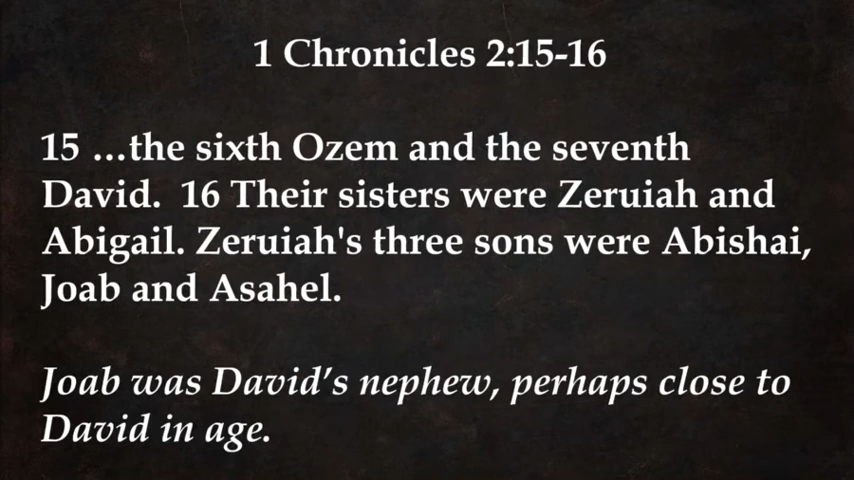 1 Chronicles 2:15-16
15 …the sixth Ozem and the seventh
David.  16 Their sisters were Zeruiah and
Abigail. Zeruiah's three sons were Abishai,
Joab and Asahel.
Joab was David’s nephew, perhaps close to
David in age.